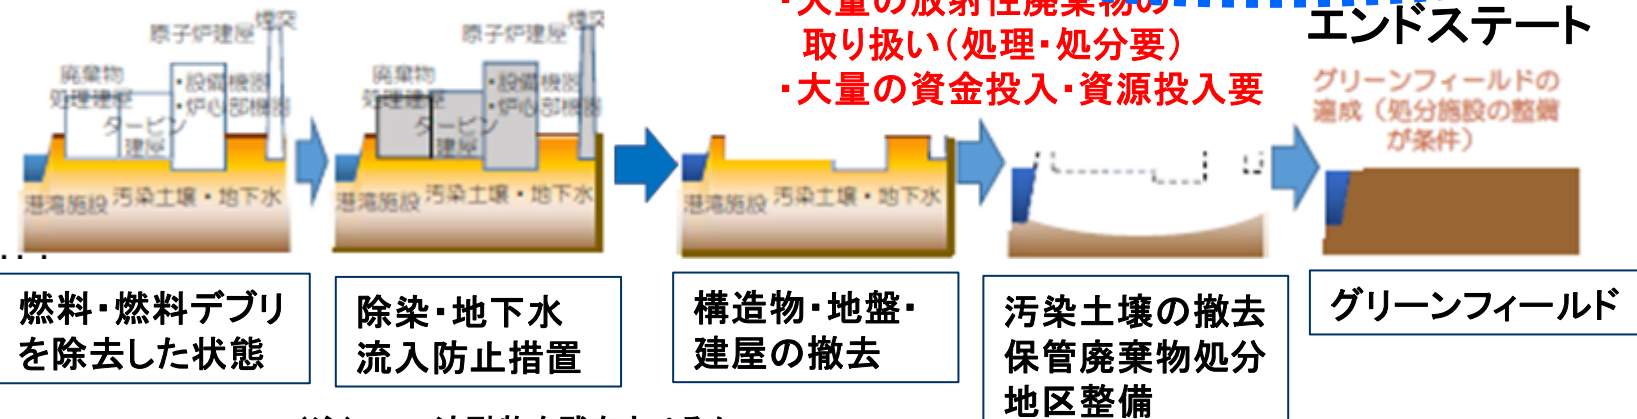 ・大量の放射性廃棄物の
取り扱い（処理・処分要）
・大量の資金投入・資源投入要
エンドステート
グリーンフィールドの
達成（処分施設の整備
が条件）
煙突
原子炉建屋
廃棄物
処理建屋
・設備機器
・炉心部機器
タービン
建屋
港湾施設
汚染土壌・地下水
煙突
原子炉建屋
廃棄物
処理建屋
・設備機器
・炉心部機器
タービン
建屋
港湾施設
汚染土壌・地下水
港湾施設
汚染土壌・地下水
燃料・燃料デブリ
を除去した状態
除染・地下水
流入防止措置
構造物・地盤・
建屋の撤去
汚染土壌の撤去
保管廃棄物処分
地区整備
グリーンフィールド